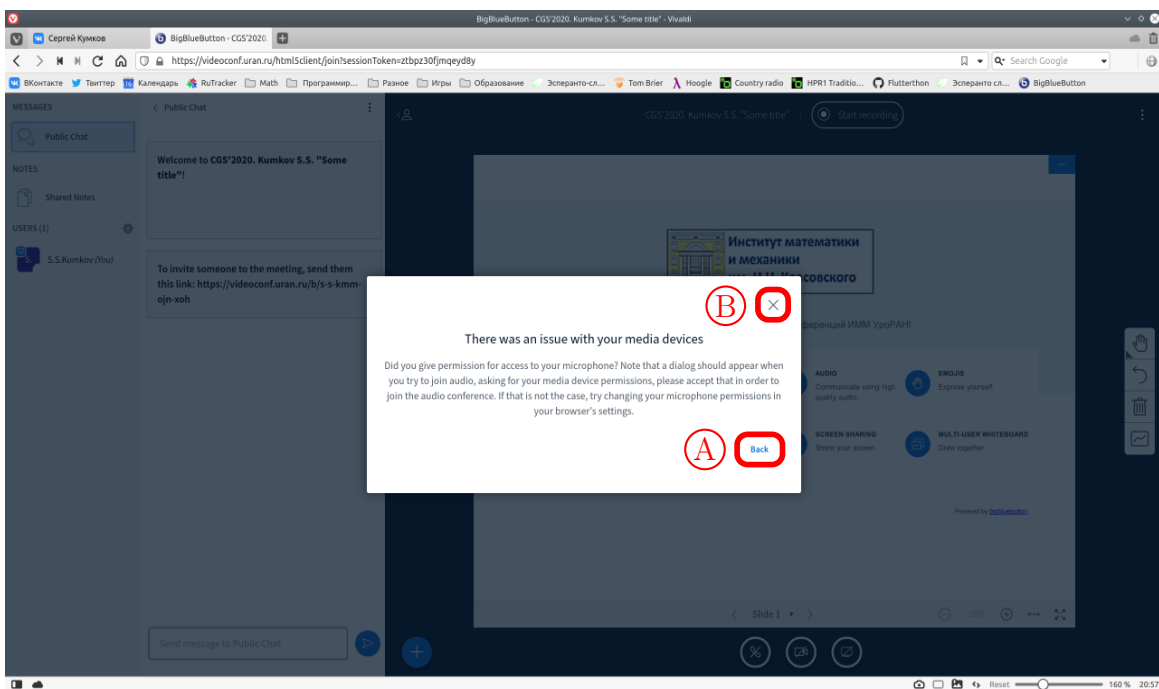 BigBlueButton - CGS'2020. Kumkov S.S. "Some title" - Vivaldi
Сергей Кумков
BigBlueButton - CGS'2020
https://videoconf.uran.ru/html5client/join?sessionToken=ztbpz30fjmqeyd8y
Search Google
ВКонтакте Твиттер Календарь RuTracker Math Программир... Разное Игры Образование Эсперанто-сл... Tom Brier Hoogle Country radio HPR1 Traditio... Flutterthon Эсперанто сл... BigBlueButton
MESSAGES
Public Chat
NOTES
Shared Notes
USERS (1)
S.
S.S.Kumkov (You)
Public Chat
Welcome to CGS'2020. Kumkov S.S. "Some
title"!
To invite someone to the meeting, send them
this link: https://videoconf.uran.ru/b/s-s-kmm-
ojn-xoh
Send message to Public Chat
CGS'2020. Kumkov S.S. "Some title"
Start recording
Институт математики
и механики
B
There was an issue with your media devices
Did you give permission for access to your microphone? Note that a dialog should appear when
you try to join audio, asking for your media device permissions, please accept that in order to
join the audio conference. If that is not the case, try changing your microphone permissions in
your browser's settings.
A
Back
ИММ УроРАН!
AUDIO
Communicate using high
quality audio.
EMOJIS
Express yourself.
SCREEN SHARING
Share your screen.
MULTI-USER WHITEBOARD
Draw together.
Powered by bigbluebutton
Slide 1
Reset
160 %
20:57